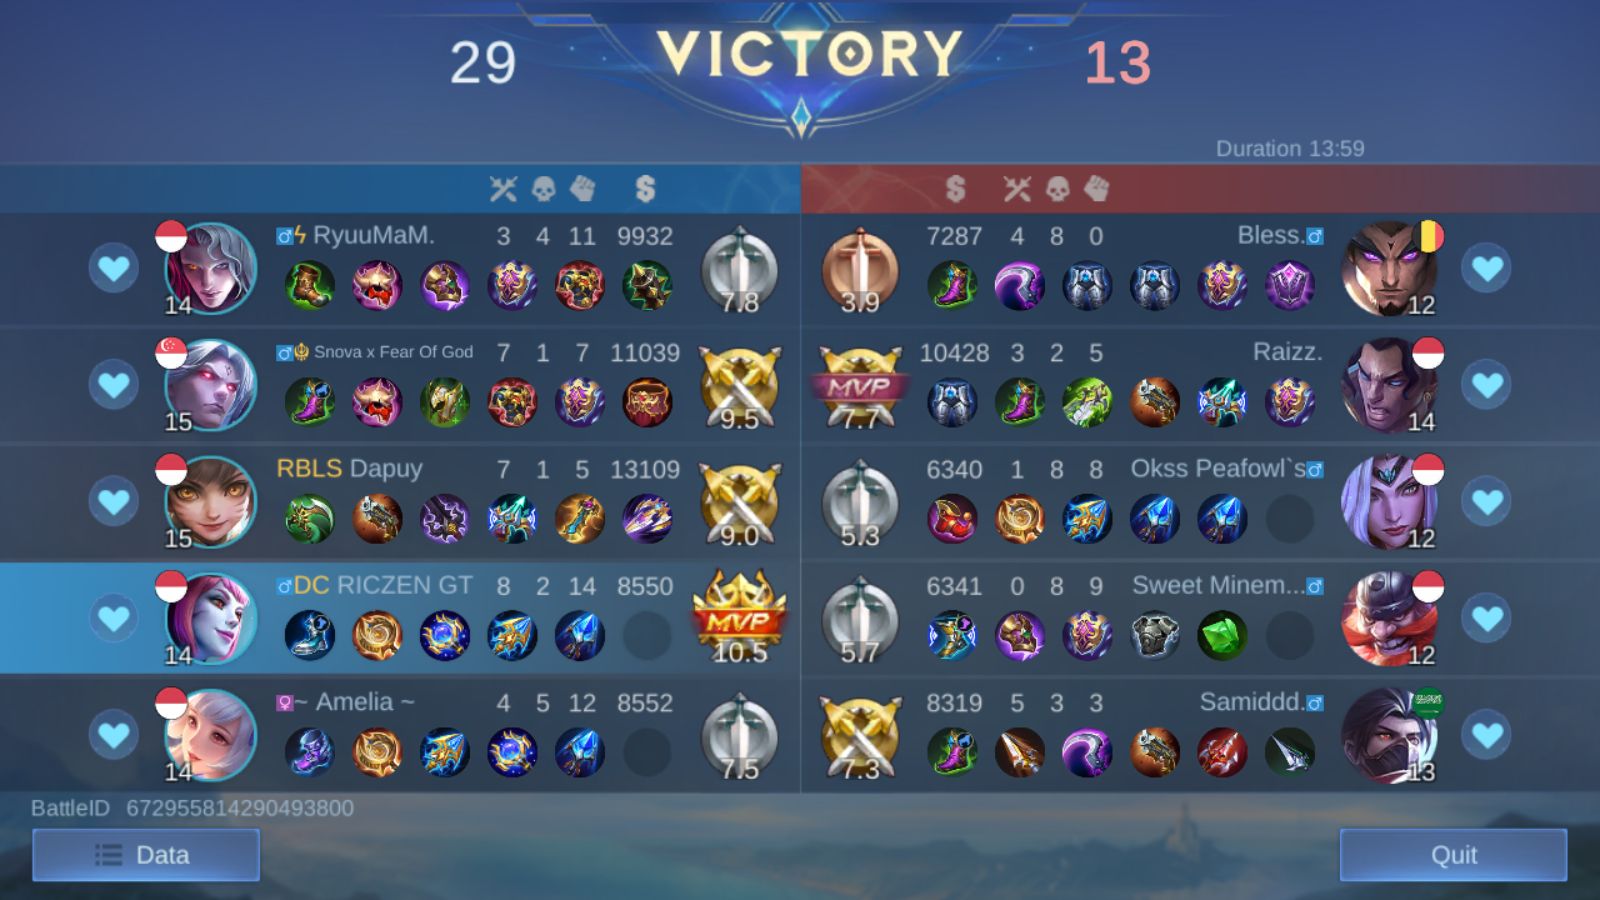 29 VICTORY 13
Duration 13:59
RyuuMaM. 3 4 11 9932 14 7.8
3.9 7287 4 8 0 Bless. 12
Snova x Fear Of God 7 1 7 11039 15 9.5
MVP 7.7 10428 3 2 5 Raizz. 14
RBLS Dapuy 7 1 5 13109 15 9.0
5.3 6340 1 8 8 Okss Peafowl`s 12
DC RICZEN GT 8 2 14 8550 14 MVP 10.5
5.7 6341 0 8 9 Sweet Minem... 12
~ Amelia ~ 4 5 12 8552 14 7.5
7.3 8319 5 3 3 Samiddd. 13
BattleID 672955814290493800
Data
Quit